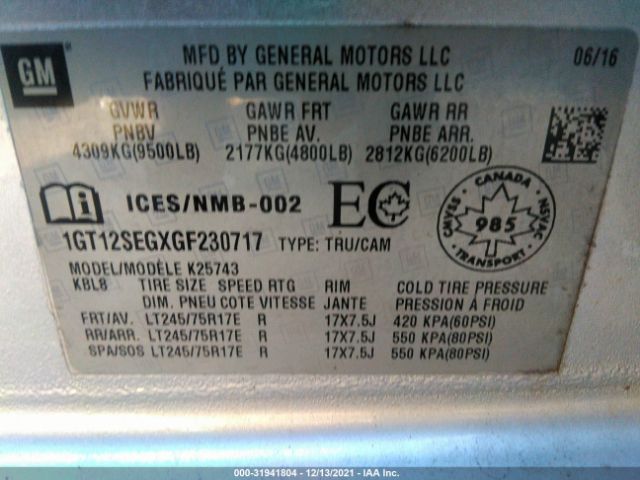 GM
MFD BY GENERAL MOTORS LLC
06/16
FABRIQUÉ PAR GENERAL MOTORS LLC
GVWR GAWR FRT GAWR RR
PNBV PNBE AV. PNBE ARR.
4309KG(9500LB) 2177KG(4800LB) 2812KG(6200LB)
ICES/NMB-002 EC
CANADA
SVMAC 985 NSVAC
TRANSPORT
1GT12SEGXGF230717 TYPE: TRU/CAM
MODEL/MODÈLE K25743
KBL8 TIRE SIZE SPEED RTG RIM COLD TIRE PRESSURE
DIM. PNEU COTE VITESSE JANTE PRESSION À FROID
FRT/AV. LT245/75R17E R 17X7.5J 420 KPA(60PSI)
RR/ARR. LT245/75R17E R 17X7.5J 550 KPA(80PSI)
SPA/SOS LT245/75R17E R 17X7.5J 550 KPA(80PSI)
000-31941804 - 12/13/2021 - IAA Inc.